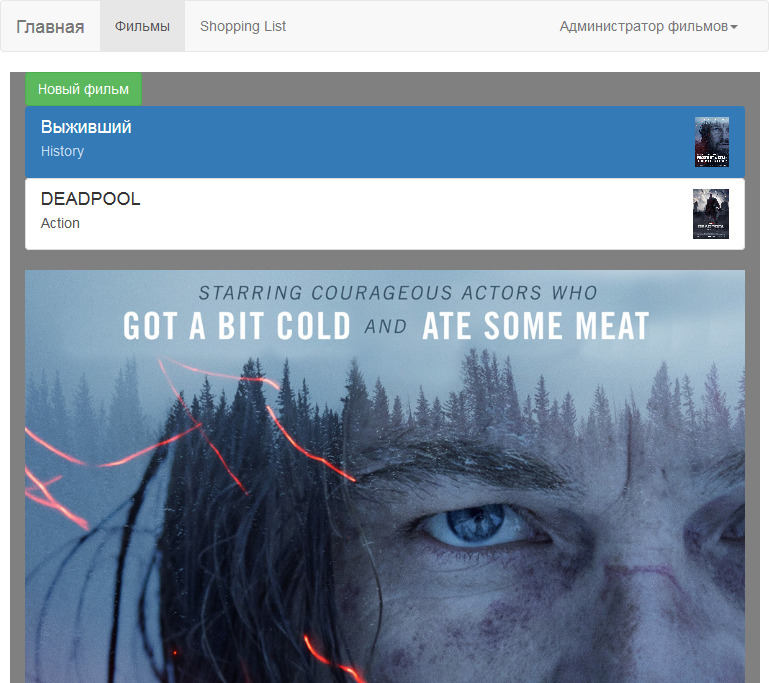 Главная Фильмы Shopping List Администратор фильмов
Новый фильм
Выживший
History
DEADPOOL
Action
STARRING COURAGEOUS ACTORS WHO
GOT A BIT COLD AND ATE SOME MEAT